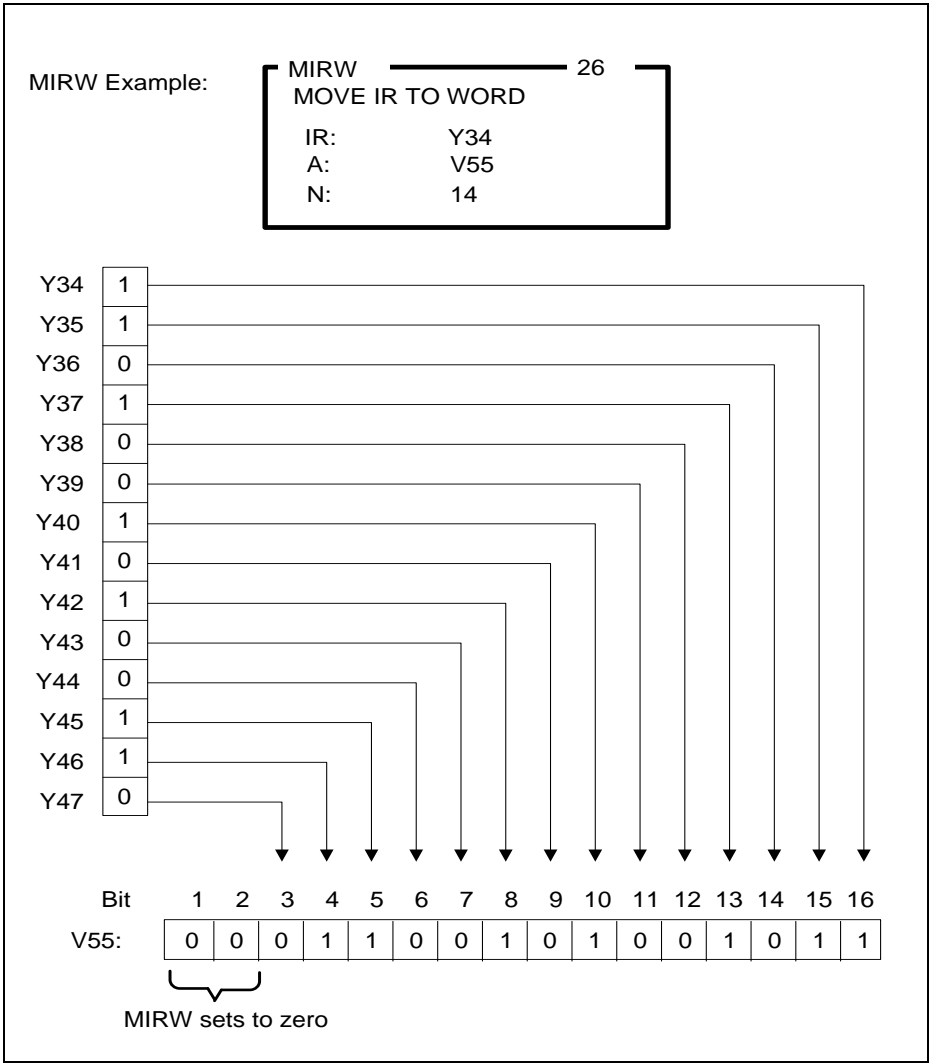 MIRW Example:
MIRW 26
MOVE IR TO WORD
IR: Y34
A: V55
N: 14
Y34 1
Y35 1
Y36 0
Y37 1
Y38 0
Y39 0
Y40 1
Y41 0
Y42 1
Y43 0
Y44 0
Y45 1
Y46 1
Y47 0
Bit 1 2 3 4 5 6 7 8 9 10 11 12 13 14 15 16
V55: 0 0 0 1 1 0 0 1 0 1 0 0 1 0 1 1
MIRW sets to zero